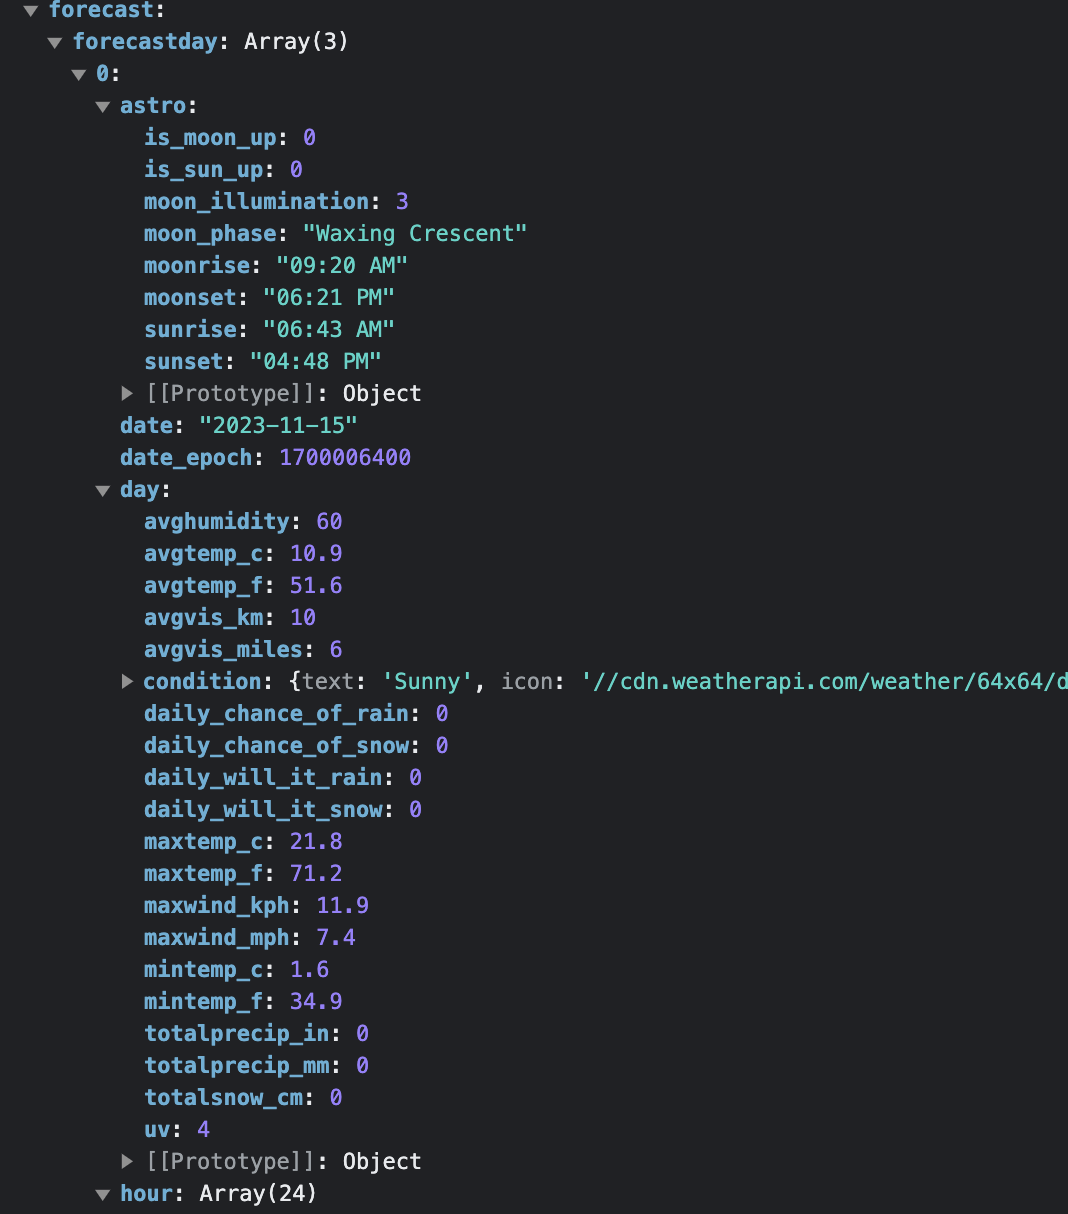 ▼ forecast:
▼ forecastday: Array(3)
▼ 0:
▼ astro:
is_moon_up: 0
is_sun_up: 0
moon_illumination: 3
moon_phase: "Waxing Crescent"
moonrise: "09:20 AM"
moonset: "06:21 PM"
sunrise: "06:43 AM"
sunset: "04:48 PM"
▶ [[Prototype]]: Object
date: "2023-11-15"
date_epoch: 1700006400
▼ day:
avghumidity: 60
avgtemp_c: 10.9
avgtemp_f: 51.6
avgvis_km: 10
avgvis_miles: 6
▶ condition: {text: 'Sunny', icon: '//cdn.weatherapi.com/weather/64x64/d
daily_chance_of_rain: 0
daily_chance_of_snow: 0
daily_will_it_rain: 0
daily_will_it_snow: 0
maxtemp_c: 21.8
maxtemp_f: 71.2
maxwind_kph: 11.9
maxwind_mph: 7.4
mintemp_c: 1.6
mintemp_f: 34.9
totalprecip_in: 0
totalprecip_mm: 0
totalsnow_cm: 0
uv: 4
▶ [[Prototype]]: Object
▼ hour: Array(24)